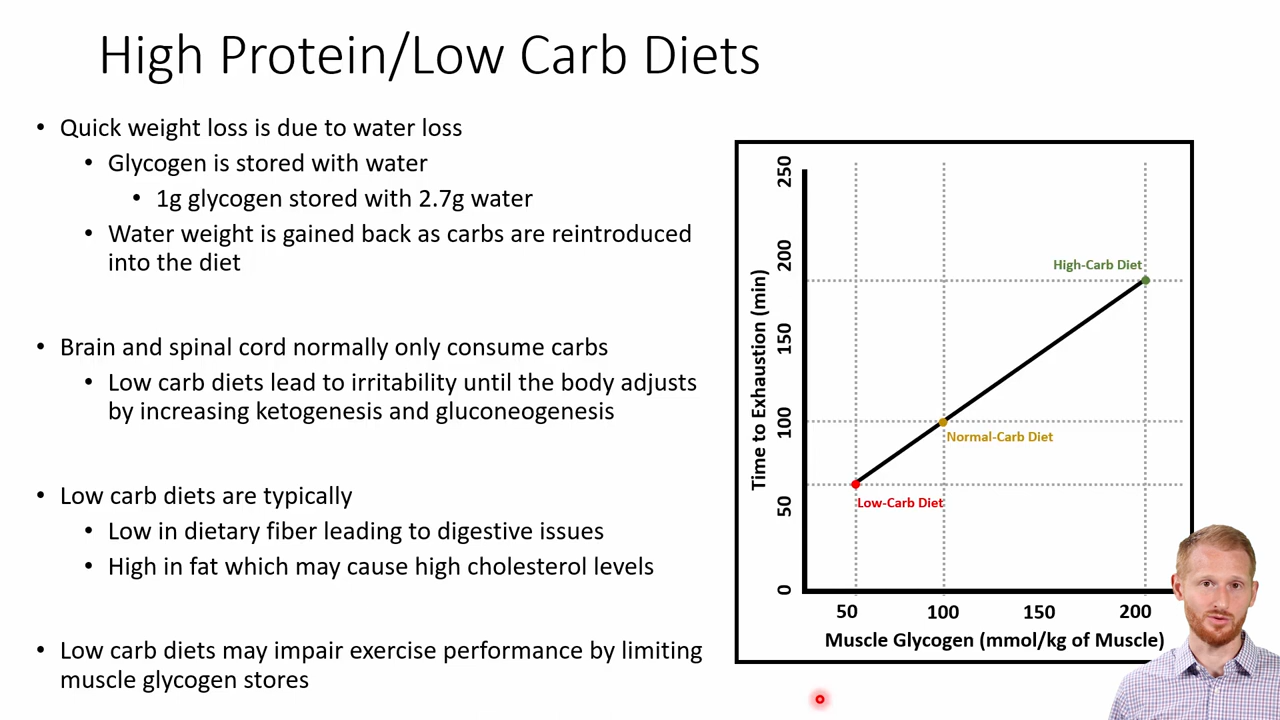 High Protein/Low Carb Diets
• Quick weight loss is due to water loss
• Glycogen is stored with water
• 1g glycogen stored with 2.7g water
• Water weight is gained back as carbs are reintroduced
into the diet
• Brain and spinal cord normally only consume carbs
• Low carb diets lead to irritability until the body adjusts
by increasing ketogenesis and gluconeogenesis
• Low carb diets are typically
• Low in dietary fiber leading to digestive issues
• High in fat which may cause high cholesterol levels
• Low carb diets may impair exercise performance by limiting
muscle glycogen stores
Time to Exhaustion (min)
250
200
150
100
50
0
High-Carb Diet
Normal-Carb Diet
Low-Carb Diet
50 100 150 200
Muscle Glycogen (mmol/kg of Muscle)